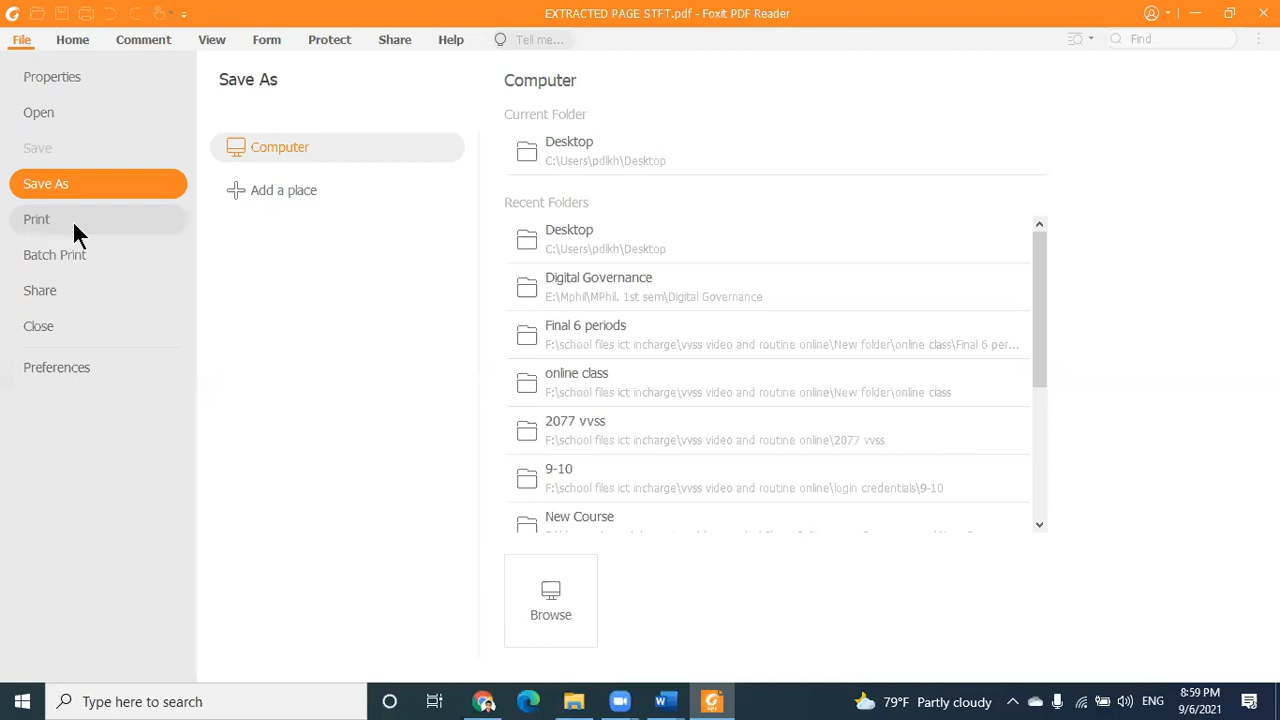 EXTRACTED PAGE STFT.pdf - Foxit PDF Reader
File Home Comment View Form Protect Share Help Tell me... Find
Properties
Open
Save
Save As
Print
Batch Print
Share
Close
Preferences
Save As
Computer
Add a place
Computer
Current Folder
Desktop
C:\Users\pdlkh\Desktop
Recent Folders
Desktop
C:\Users\pdlkh\Desktop
Digital Governance
E:\Mphil\MPhil. 1st sem\Digital Governance
Final 6 periods
F:\school files ict incharge\vvss video and routine online\New folder\online class\Final 6 per...
online class
F:\school files ict incharge\vvss video and routine online\New folder\online class
2077 vvss
F:\school files ict incharge\vvss video and routine online\2077 vvss
9-10
F:\school files ict incharge\vvss video and routine online\login credentials\9-10
New Course
Browse
Type here to search
79°F Partly cloudy
ENG
8:59 PM
9/6/2021